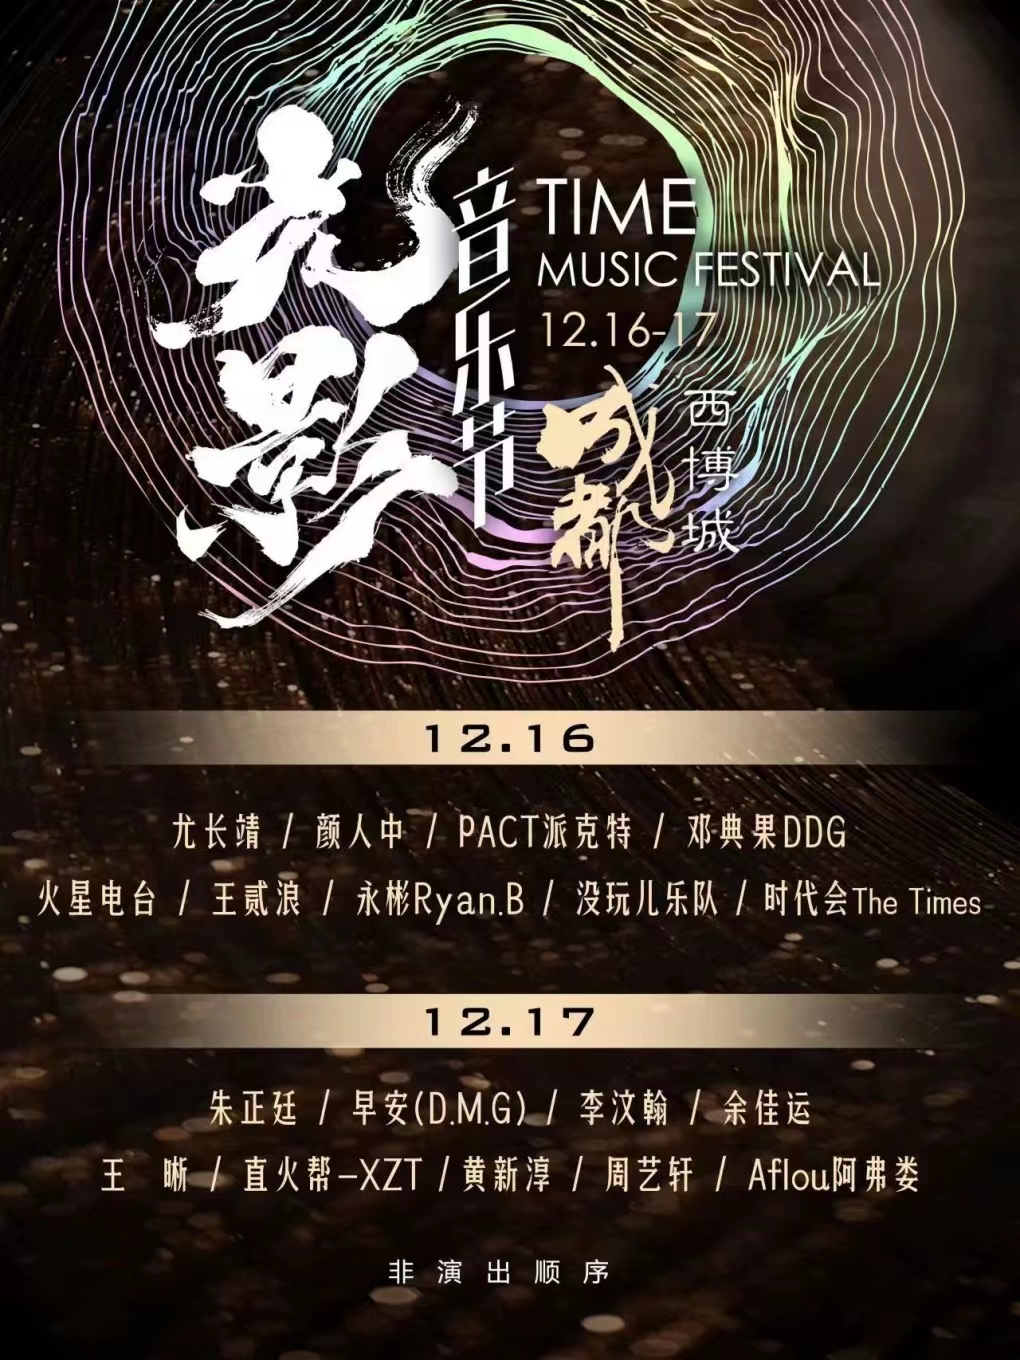 光影
音乐节
TIME
MUSIC FESTIVAL
12.16-17
成都
西博城
12.16
尤长靖 / 颜人中 / PACT派克特 / 邓典果DDG
火星电台 / 王贰浪 / 永彬Ryan.B / 没玩儿乐队 / 时代会The Times
12.17
朱正廷 / 早安(D.M.G) / 李汶翰 / 余佳运
王 晰 / 直火帮-XZT / 黄新淳 / 周艺轩 / Aflou阿弗娄
非演出顺序